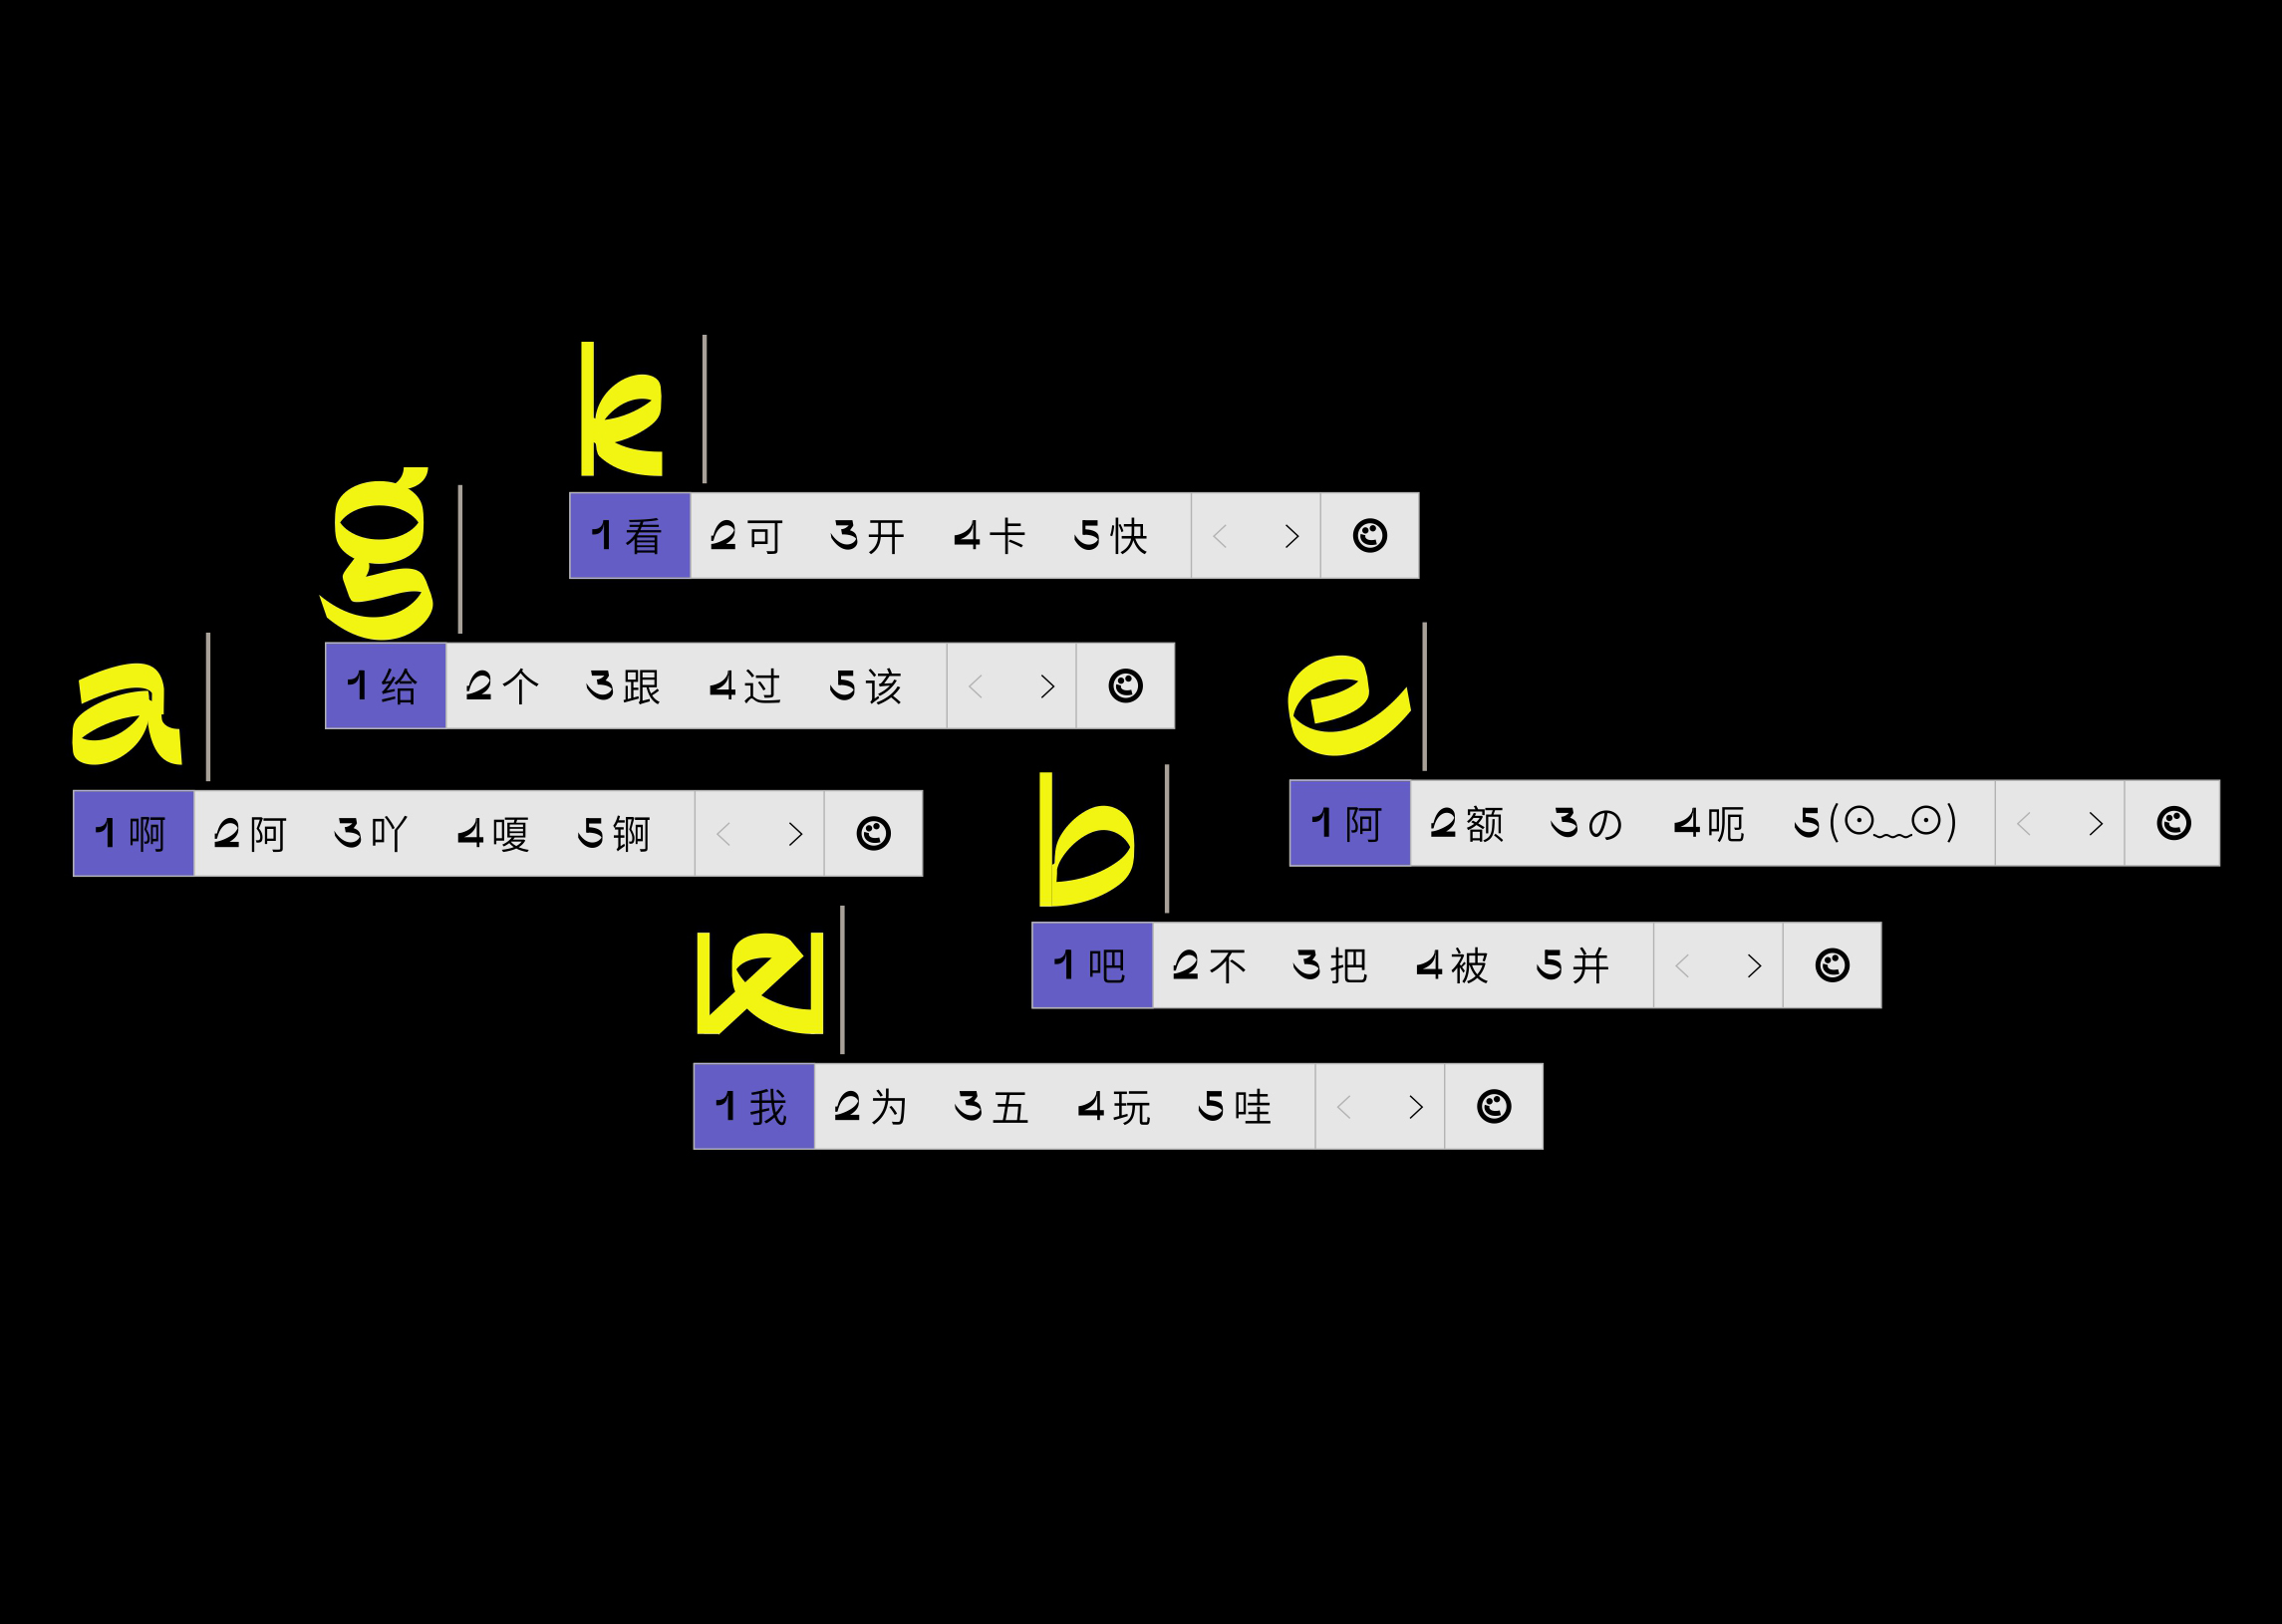 k
1看 2可 3开 4卡 5快 < >
g
1给 2个 3跟 4过 5该 < >
a
1啊 2阿 3吖 4嗄 5锕 < >
e
1阿 2额 3の 4呃 5(⊙﹏⊙) < >
b
1吧 2不 3把 4被 5并 < >
w
1我 2为 3五 4玩 5哇 < >